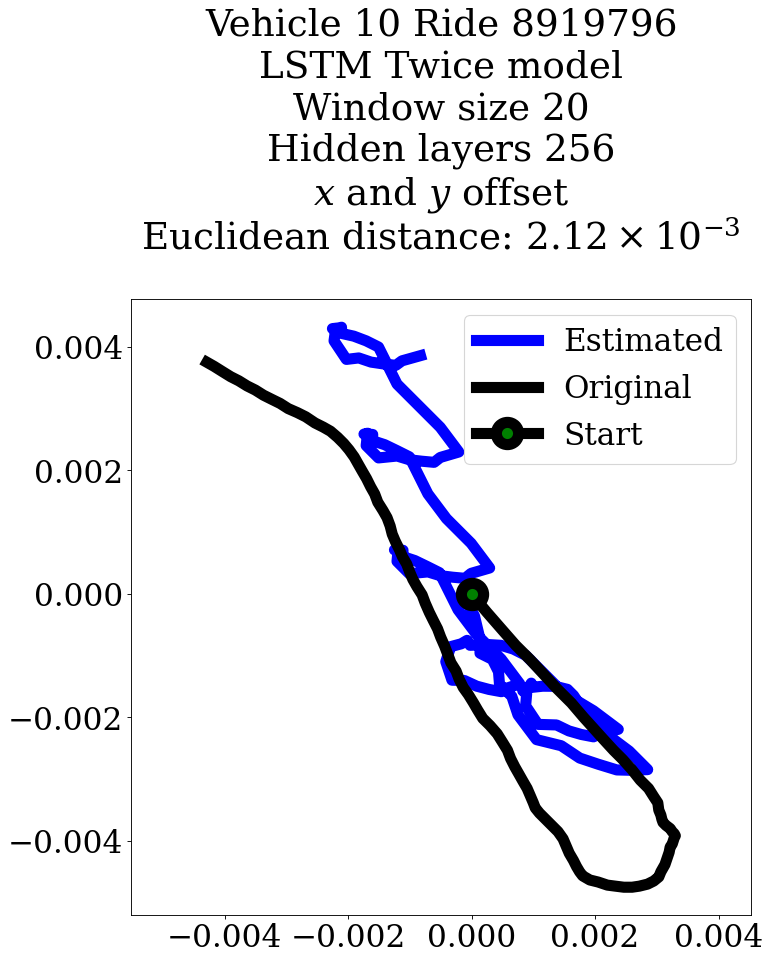 Vehicle 10 Ride 8919796
LSTM Twice model
Window size 20
Hidden layers 256
x and y offset
Euclidean distance: 2.12 × 10⁻³
Estimated
Original
Start
0.004
0.002
0.000
−0.002
−0.004
−0.004 −0.002 0.000 0.002 0.004